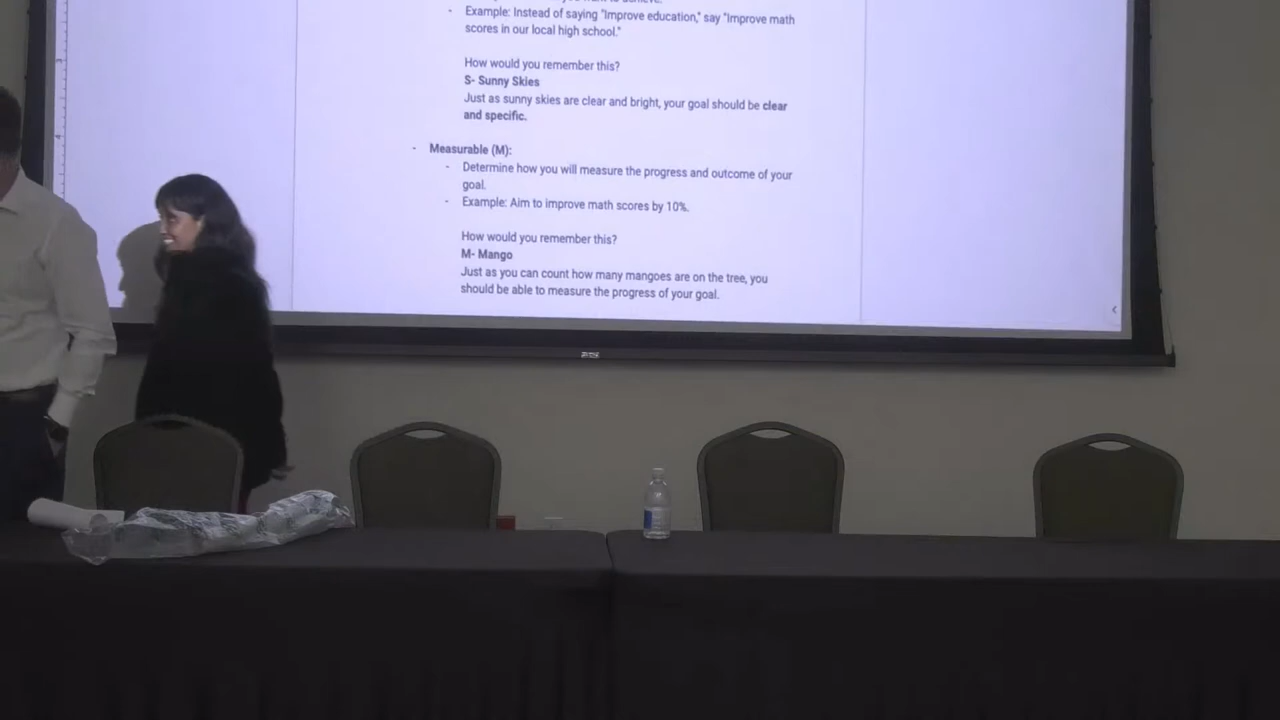 - Example: Instead of saying "Improve education," say "Improve math
scores in our local high school."
How would you remember this?
S- Sunny Skies
Just as sunny skies are clear and bright, your goal should be clear
and specific.
- Measurable (M):
- Determine how you will measure the progress and outcome of your
goal.
- Example: Aim to improve math scores by 10%.
How would you remember this?
M- Mango
Just as you can count how many mangoes are on the tree, you
should be able to measure the progress of your goal.